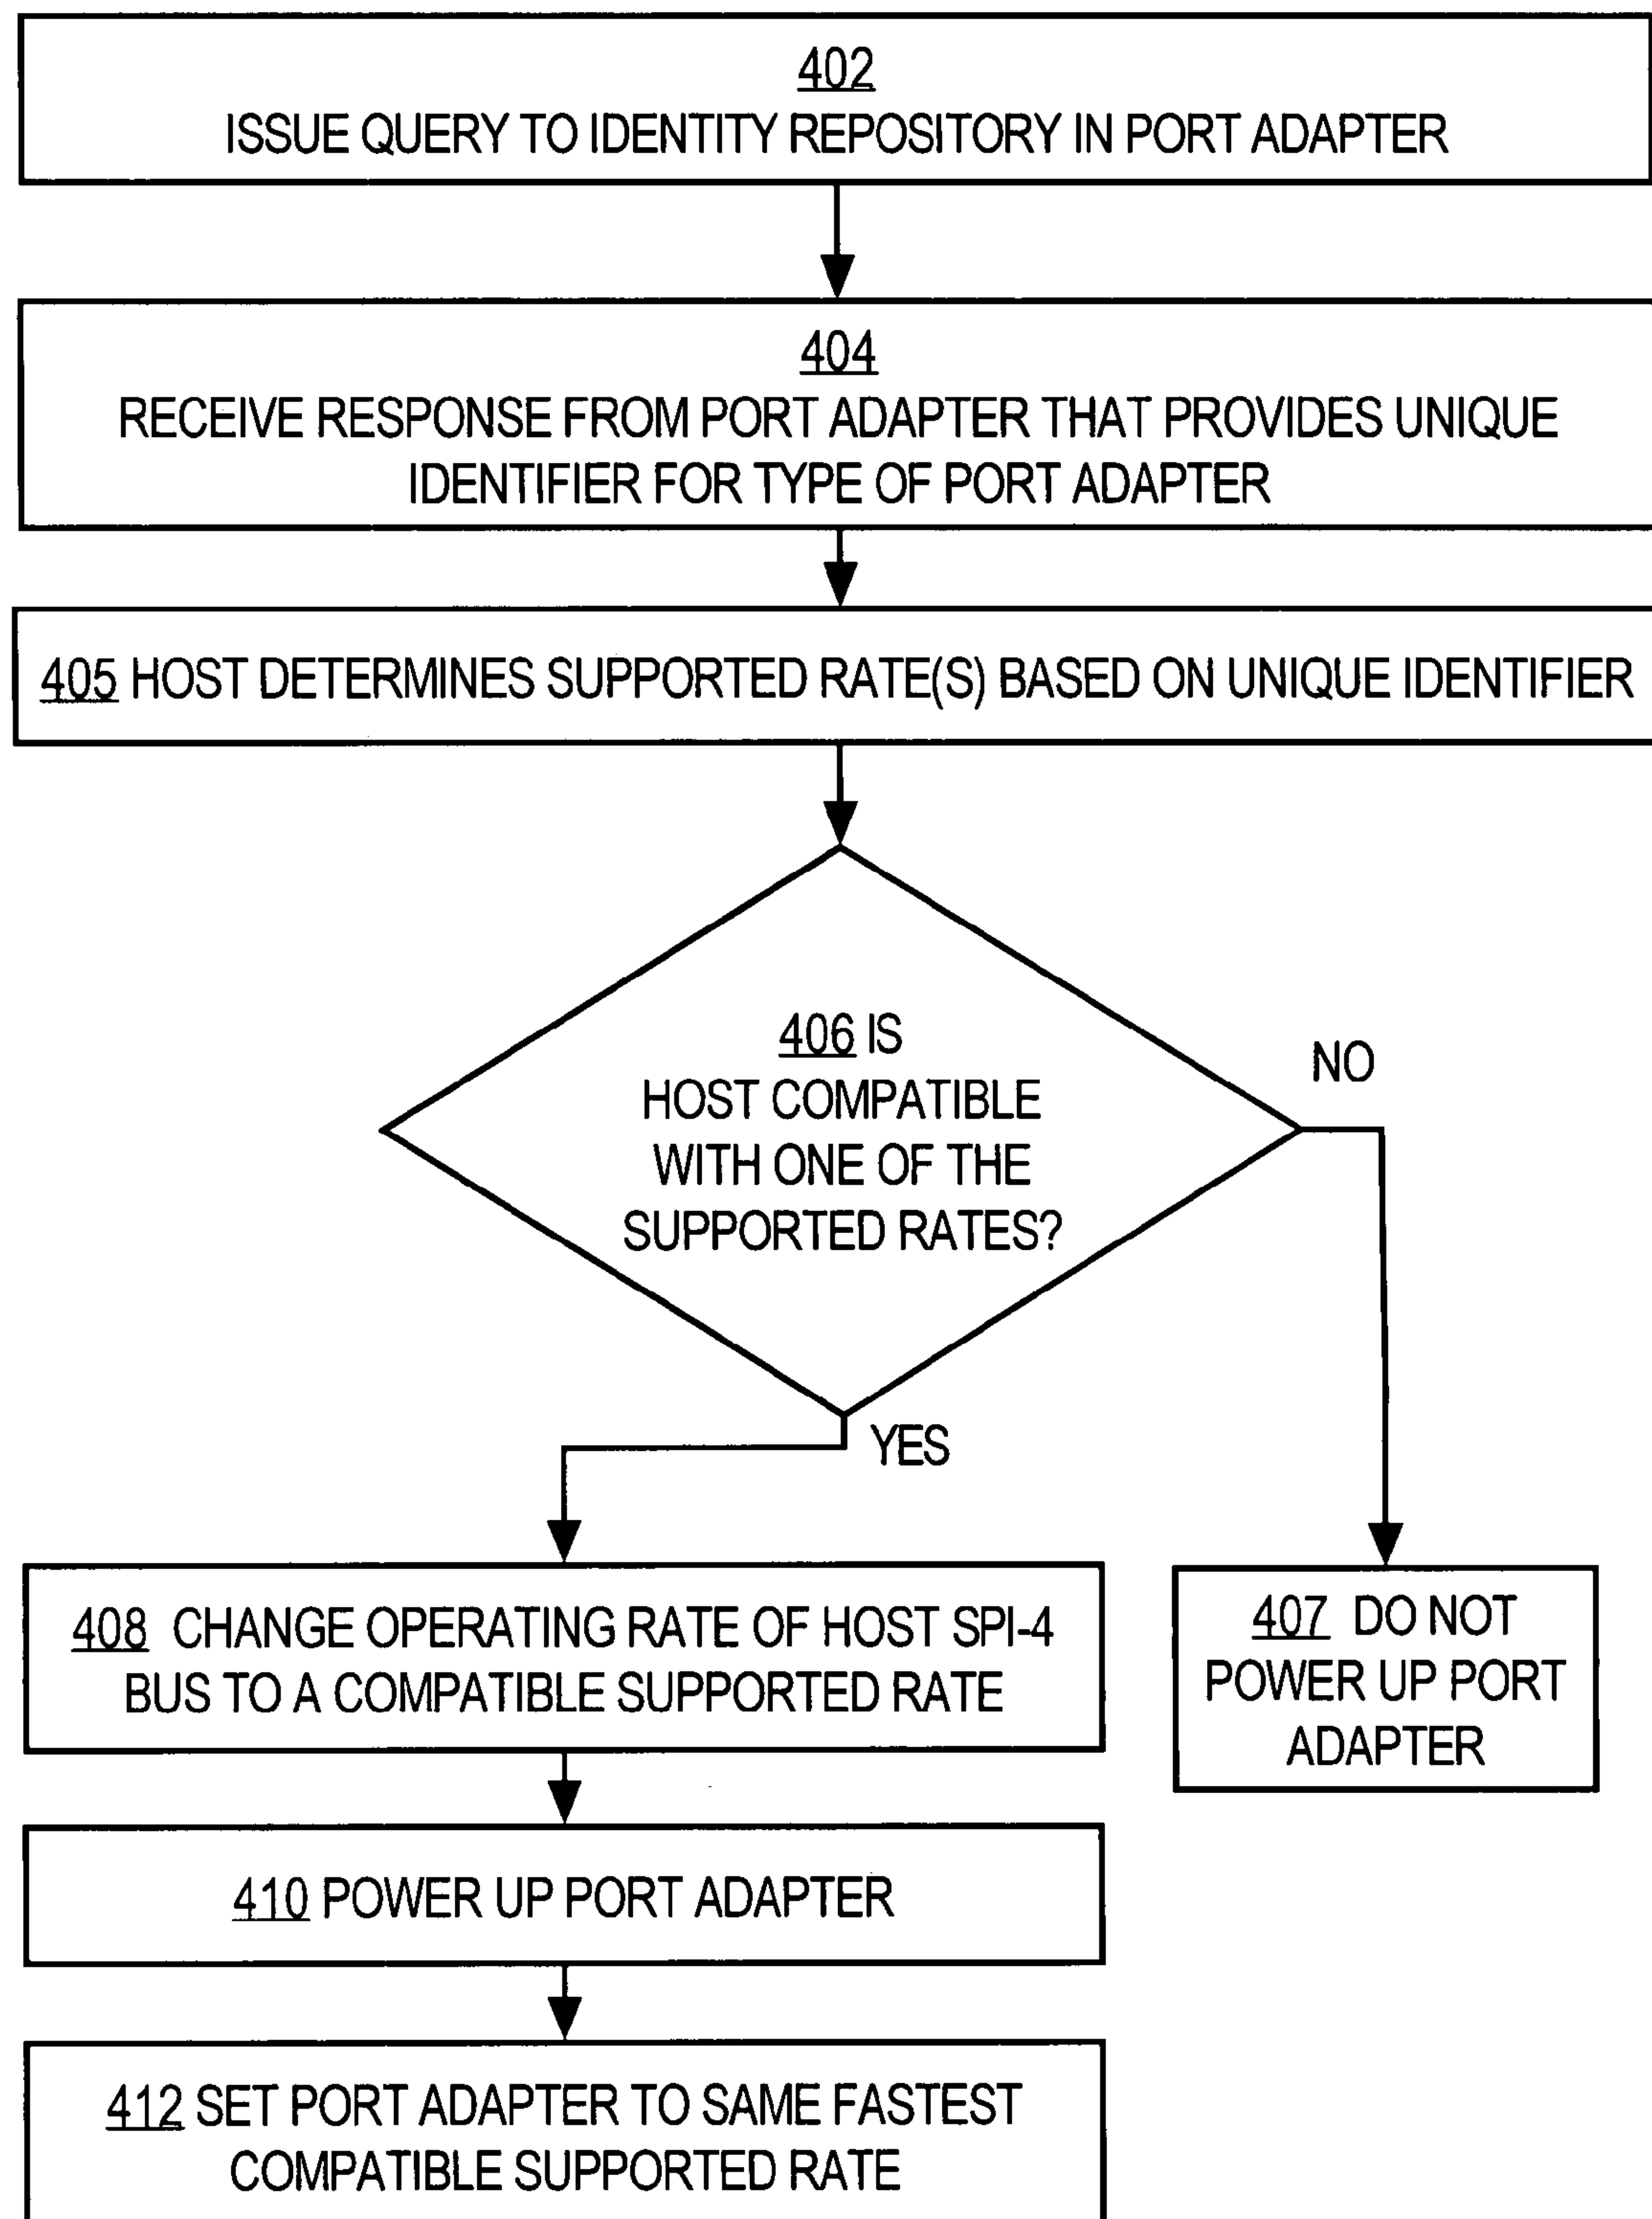 402
ISSUE QUERY TO IDENTITY REPOSITORY IN PORT ADAPTER
404
RECEIVE RESPONSE FROM PORT ADAPTER THAT PROVIDES UNIQUE
IDENTIFIER FOR TYPE OF PORT ADAPTER
405 HOST DETERMINES SUPPORTED RATE(S) BASED ON UNIQUE IDENTIFIER
406 IS
HOST COMPATIBLE
WITH ONE OF THE
SUPPORTED RATES?
NO
YES
408 CHANGE OPERATING RATE OF HOST SPI-4
BUS TO A COMPATIBLE SUPPORTED RATE
407 DO NOT
POWER UP PORT
ADAPTER
410 POWER UP PORT ADAPTER
412 SET PORT ADAPTER TO SAME FASTEST
COMPATIBLE SUPPORTED RATE